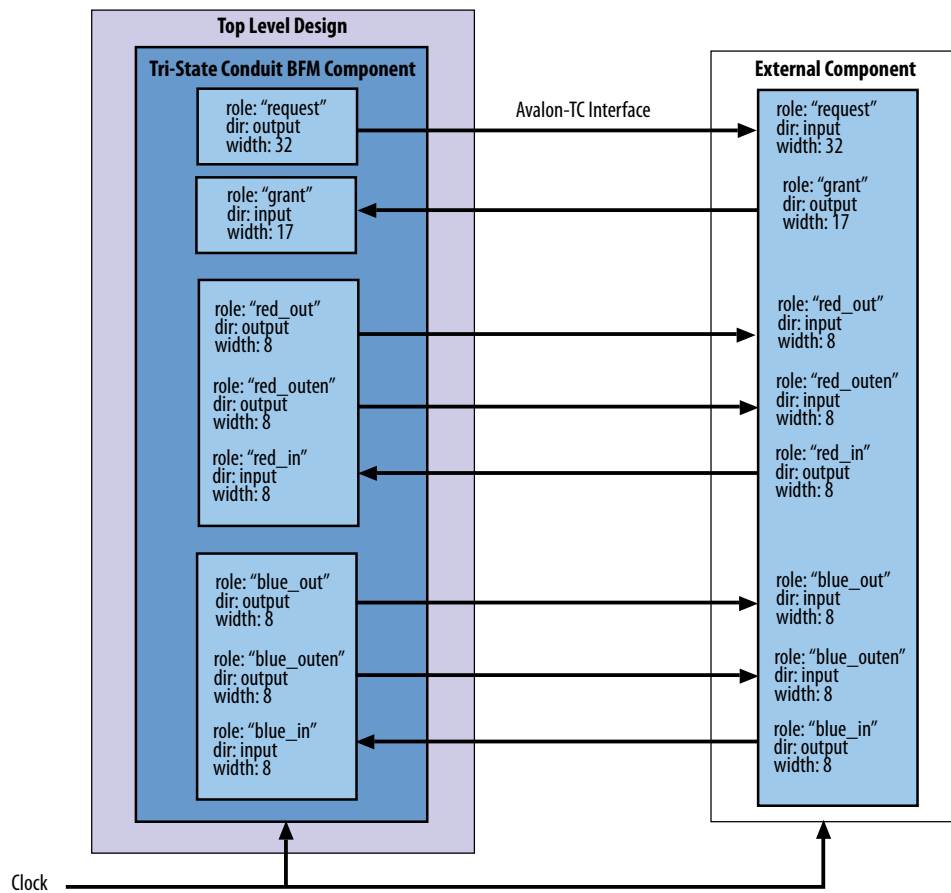 Top Level Design
Tri-State Conduit BFM Component
role: “request”
dir: output
width: 32
role: “grant”
dir: input
width: 17
role: “red_out”
dir: output
width: 8
role: “red_outen”
dir: output
width: 8
role: “red_in”
dir: input
width: 8
role: “blue_out”
dir: output
width: 8
role: “blue_outen”
dir: output
width: 8
role: “blue_in”
dir: input
width: 8
Avalon-TC Interface
External Component
role: “request”
dir: input
width: 32
role: “grant”
dir: output
width: 17
role: “red_out”
dir: input
width: 8
role: “red_outen”
dir: input
width: 8
role: “red_in”
dir: output
width: 8
role: “blue_out”
dir: input
width: 8
role: “blue_outen”
dir: input
width: 8
role: “blue_in”
dir: output
width: 8
Clock